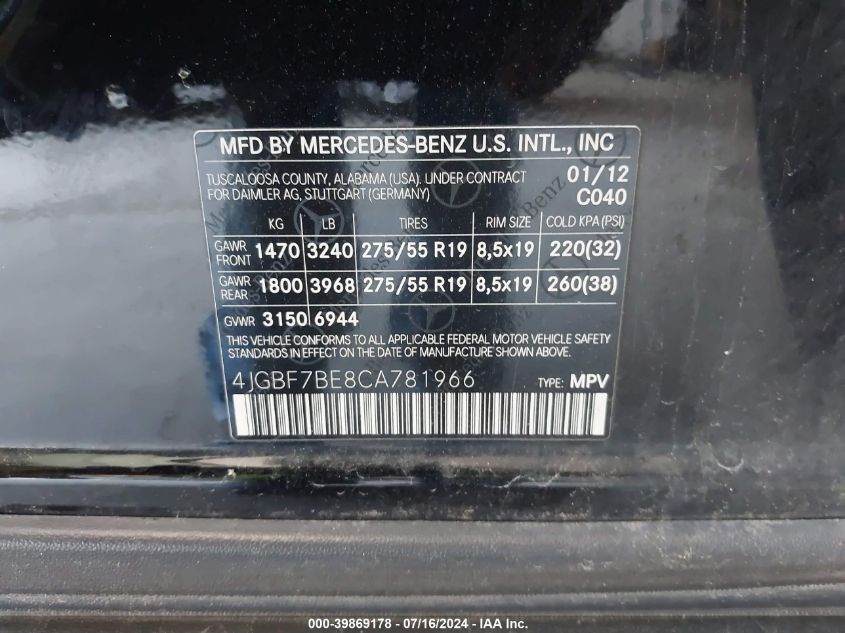 MFD BY MERCEDES-BENZ U.S. INTL., INC
TUSCALOOSA COUNTY, ALABAMA (USA). UNDER CONTRACT 01/12
FOR DAIMLER AG, STUTTGART (GERMANY) C040
KG LB TIRES RIM SIZE COLD KPA (PSI)
GAWR FRONT 1470 3240 275/55 R19 8,5x19 220(32)
GAWR REAR 1800 3968 275/55 R19 8,5x19 260(38)
GVWR 3150 6944
THIS VEHICLE CONFORMS TO ALL APPLICABLE FEDERAL MOTOR VEHICLE SAFETY
STANDARDS IN EFFECT ON THE DATE OF MANUFACTURE SHOWN ABOVE.
4JGBF7BE8CA781966 TYPE: MPV
000-39869178 - 07/16/2024 - IAA Inc.